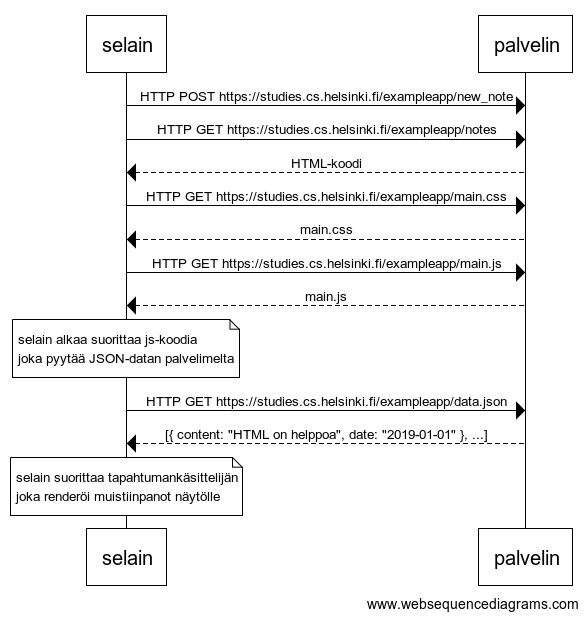 selain palvelin
HTTP POST https://studies.cs.helsinki.fi/exampleapp/new_note
HTTP GET https://studies.cs.helsinki.fi/exampleapp/notes
HTML-koodi
HTTP GET https://studies.cs.helsinki.fi/exampleapp/main.css
main.css
HTTP GET https://studies.cs.helsinki.fi/exampleapp/main.js
main.js
selain alkaa suorittaa js-koodia
joka pyytää JSON-datan palvelimelta
HTTP GET https://studies.cs.helsinki.fi/exampleapp/data.json
[{ content: "HTML on helppoa", date: "2019-01-01" }, ...]
selain suorittaa tapahtumankäsittelijän
joka renderöi muistiinpanot näytölle
selain palvelin
www.websequencediagrams.com